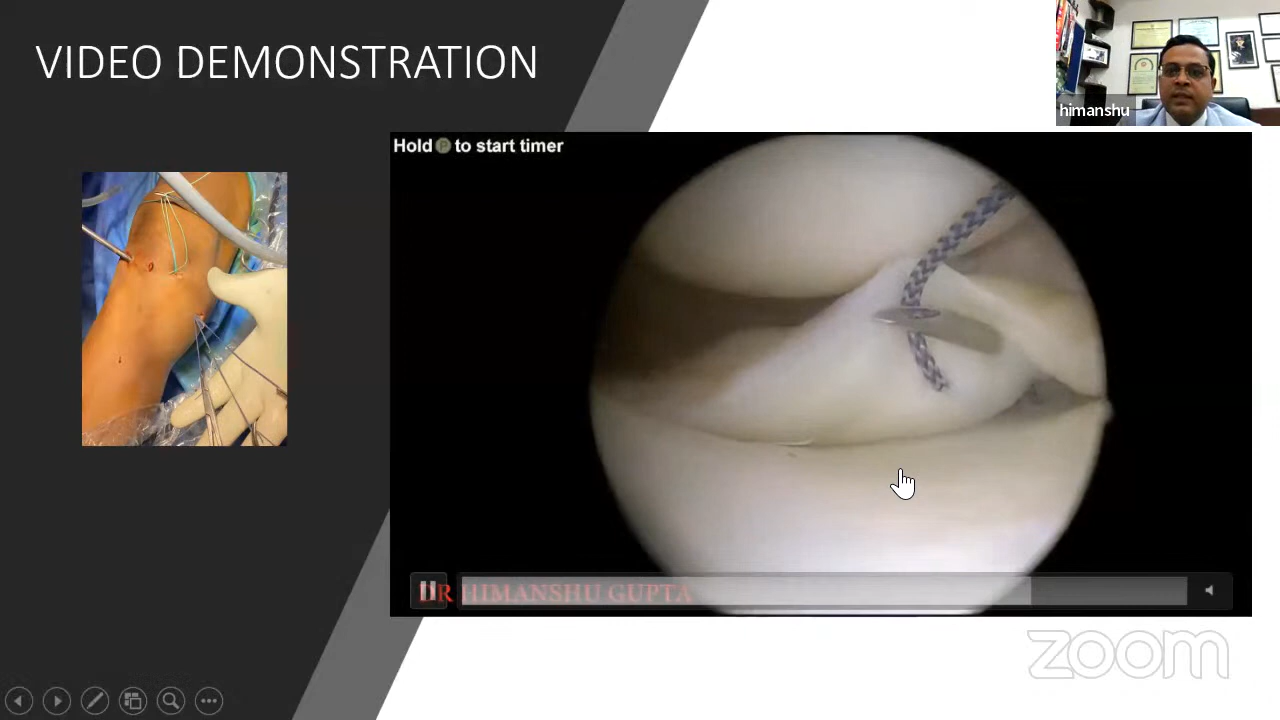 VIDEO DEMONSTRATION
himanshu
Hold P to start timer
DR HIMANSHU GUPTA
zoom